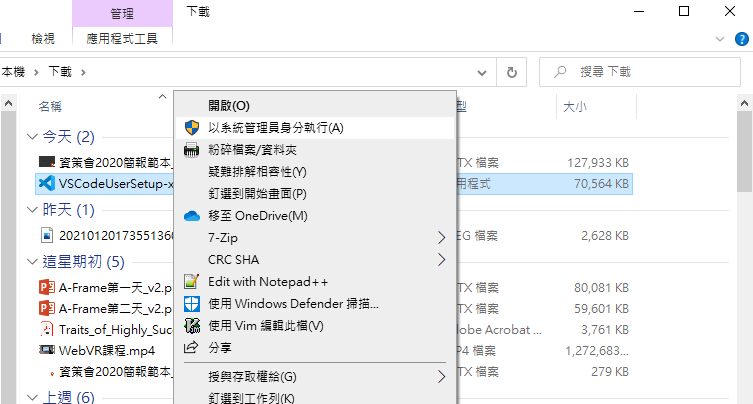 管理
下載
檢視
應用程式工具
本機 › 下載 ›
搜尋 下載
名稱
型
大小
開啟(O)
以系統管理員身分執行(A)
粉碎檔案/資料夾
疑難排解相容性(Y)
釘選到開始畫面(P)
移至 OneDrive(M)
7-Zip
CRC SHA
Edit with Notepad++
使用 Windows Defender 掃描...
使用 Vim 編輯此檔(V)
分享
授與存取權給(G)
釘選到工作列(K)
今天 (2)
資策會2020簡報範本_ TX 檔案 127,933 KB
VSCodeUserSetup-x 用程式 70,564 KB
昨天 (1)
20210120173551360 EG 檔案 2,628 KB
這星期初 (5)
A-Frame第一天_v2.p TX 檔案 80,081 KB
A-Frame第二天_v2.p TX 檔案 59,601 KB
Traits_of_Highly_Suc dobe Acrobat ... 3,761 KB
WebVR課程.mp4 P4 檔案 1,272,683...
資策會2020簡報範本_ TX 檔案 279 KB
上週 (6)